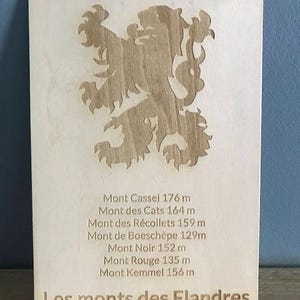 Mont Cassel 176 m
Mont des Cats 164 m
Mont des Récollets 159 m
Mont de Boeschèpe 129m
Mont Noir 152 m
Mont Rouge 135 m
Mont Kemmel 156 m
Les monts des Flandres